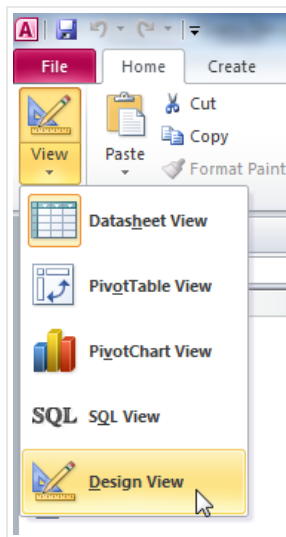 A
File Home Create
View
Paste
Cut
Copy
Format Paint
Datasheet View
PivotTable View
PivotChart View
SQL SQL View
Design View